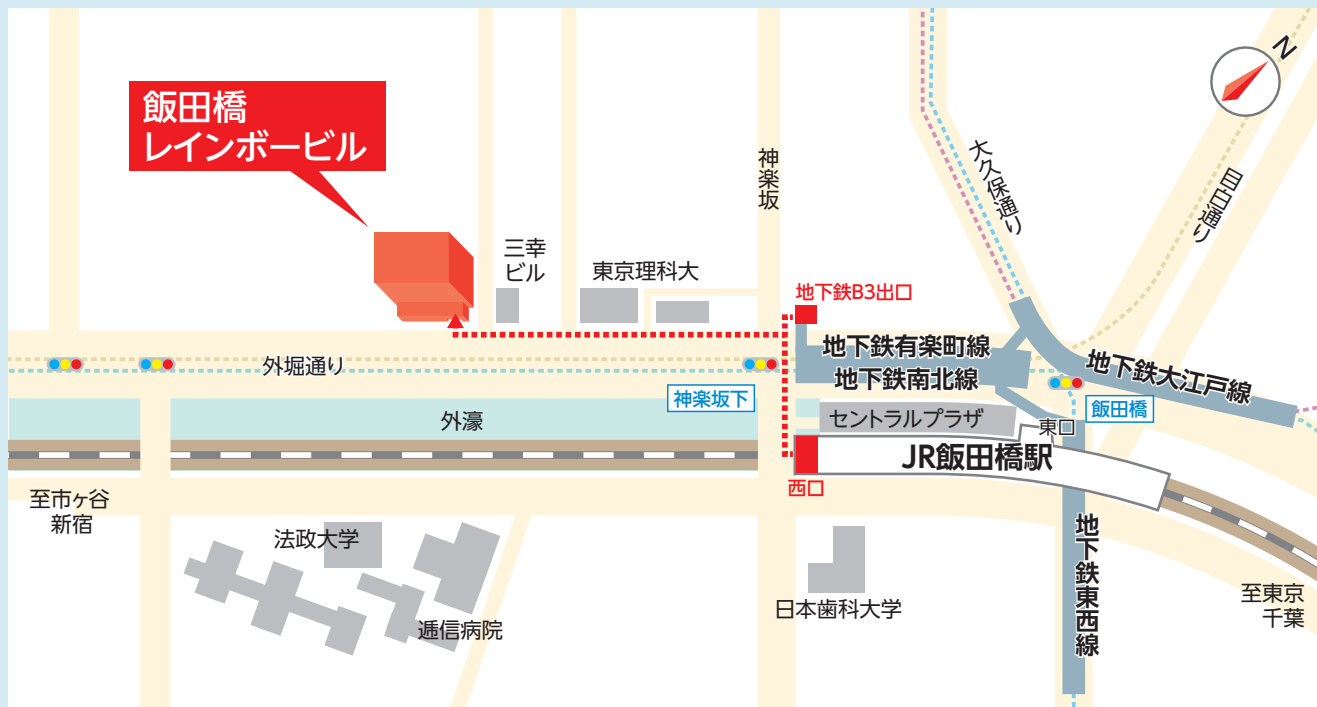 N
飯田橋
レインボービル
神楽坂
大久保通り
目白通り
三幸
ビル
東京理科大
地下鉄B3出口
地下鉄有楽町線
地下鉄南北線
地下鉄大江戸線
外堀通り
神楽坂下
飯田橋
外濠
セントラルプラザ
東口
JR飯田橋駅
西口
至市ヶ谷
新宿
法政大学
逓信病院
日本歯科大学
地下鉄東西線
至東京
千葉